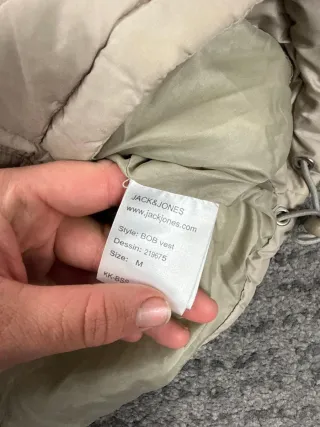 JACK&JONES
www.jackjones.com
Style: BOB vest
Dessin: 219675
Size: M